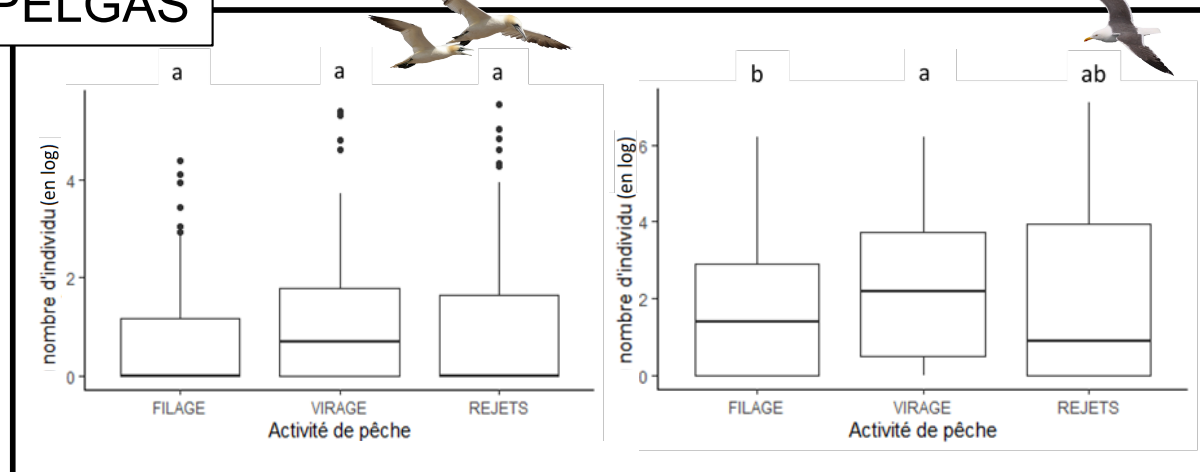 PELGAS
a a a
nombre d'individu (en log)
4
2
0
FILAGE VIRAGE REJETS
Activité de pêche
b a ab
nombre d'individu (en log)
6
4
2
0
FILAGE VIRAGE REJETS
Activité de pêche